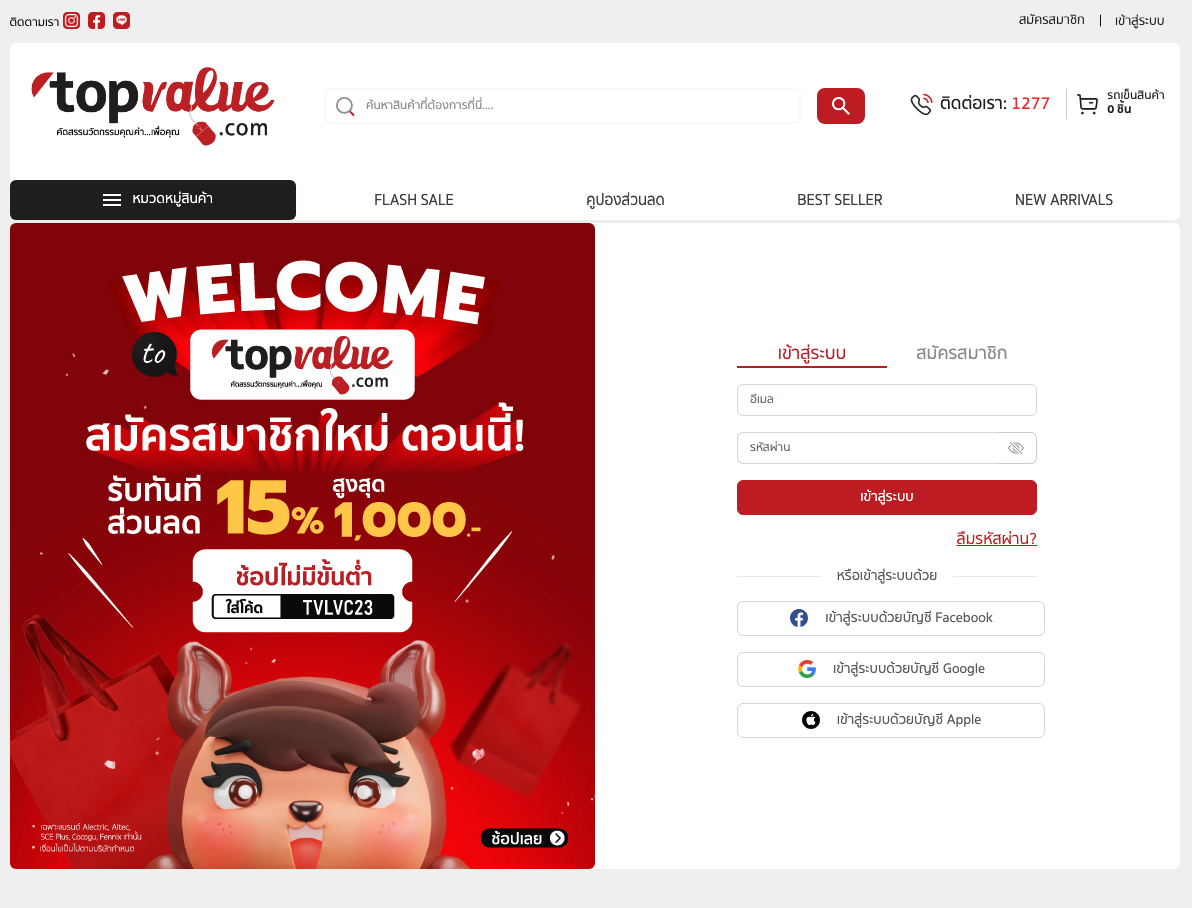 ติดตามเรา
สมัครสมาชิก | เข้าสู่ระบบ
topvalue
.com
คัดสรรนวัตกรรมคุณค่า...เพื่อคุณ
ค้นหาสินค้าที่ต้องการที่นี่....
ติดต่อเรา: 1277
รถเข็นสินค้า
0 ชิ้น
หมวดหมู่สินค้า
FLASH SALE
คูปองส่วนลด
BEST SELLER
NEW ARRIVALS
WELCOME
to
topvalue
.com
คัดสรรนวัตกรรมคุณค่า...เพื่อคุณ
สมัครสมาชิกใหม่ ตอนนี้!
รับทันที
ส่วนลด
15%
สูงสุด
1,000.-
ช้อปไม่มีขั้นต่ำ
ใส่โค้ด TVLVC23
• เฉพาะแบรนด์ Alectric, Altec,
SCE Plus, Cocogu, Fennix เท่านั้น
• เงื่อนไขเป็นไปตามบริษัทกำหนด
ช้อปเลย
เข้าสู่ระบบ
สมัครสมาชิก
อีเมล
รหัสผ่าน
เข้าสู่ระบบ
ลืมรหัสผ่าน?
หรือเข้าสู่ระบบด้วย
เข้าสู่ระบบด้วยบัญชี Facebook
เข้าสู่ระบบด้วยบัญชี Google
เข้าสู่ระบบด้วยบัญชี Apple